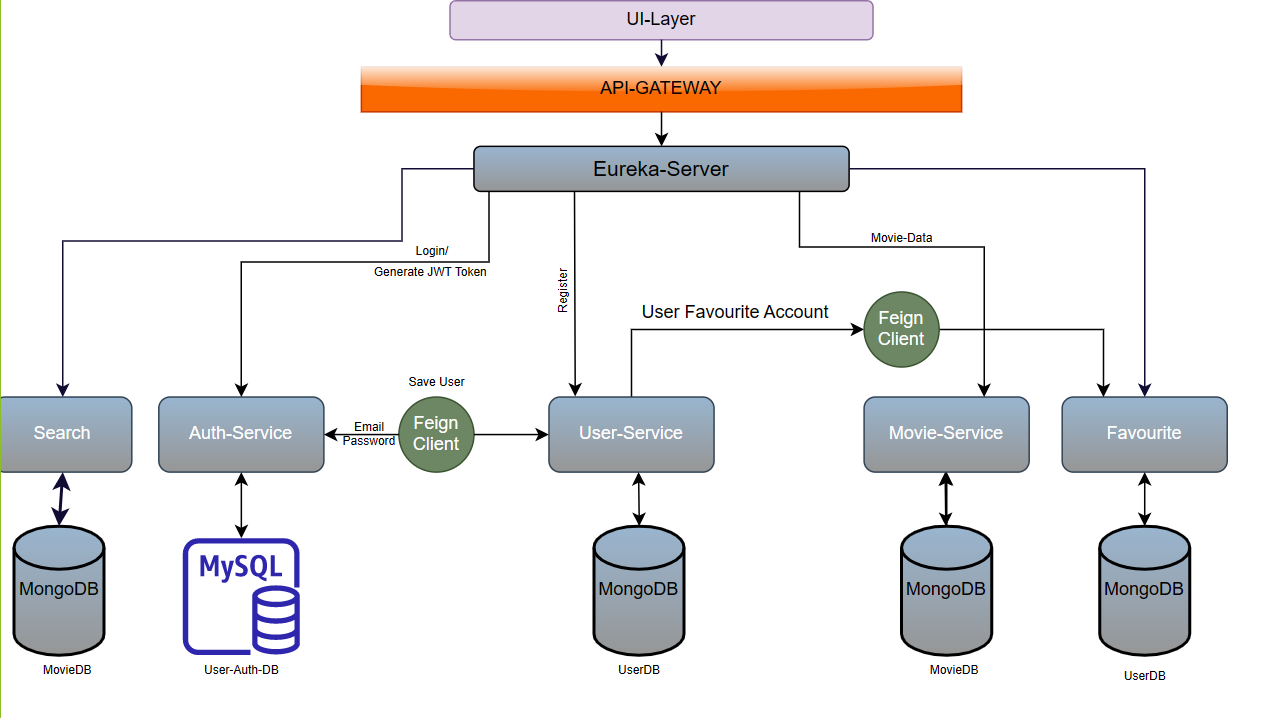 UI-Layer
API-GATEWAY
Eureka-Server
Movie-Data
Login/
Generate JWT Token
Register
User Favourite Account
Feign
Client
Save User
Search
Auth-Service
Email
Password
Feign
Client
User-Service
Movie-Service
Favourite
MySQL
MongoDB
MongoDB
MongoDB
MongoDB
MovieDB
User-Auth-DB
UserDB
MovieDB
UserDB